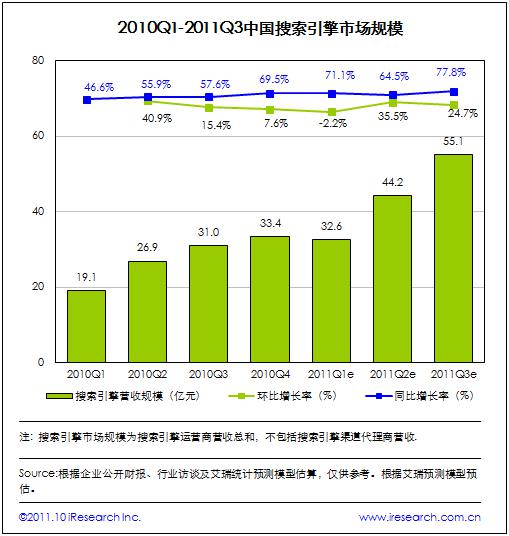 2010Q1-2011Q3中国搜索引擎市场规模
80
46.6% 55.9% 57.6% 69.5% 71.1% 64.5% 77.8%
40.9% 15.4% 7.6% -2.2% 35.5% 24.7%
60
55.1
44.2
40
33.4
32.6
31.0
26.9
20
19.1
0
2010Q1 2010Q2 2010Q3 2010Q4 2011Q1e 2011Q2e 2011Q3e
搜索引擎营收规模（亿元） 环比增长率（%） 同比增长率（%）
注：搜索引擎市场规模为搜索引擎运营商营收总和，不包括搜索引擎渠道代理商营收.
Source:根据企业公开财报、行业访谈及艾瑞统计预测模型估算，仅供参考。根据艾瑞预测模型预
估。
©2011.10 iResearch Inc. www.iresearch.com.cn